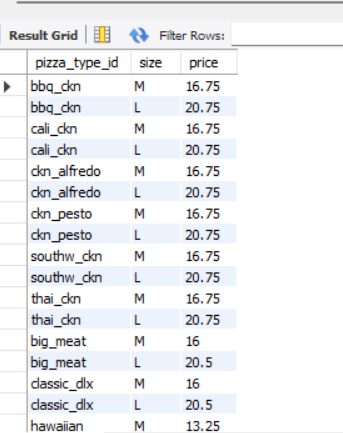 Result Grid Filter Rows:
pizza_type_id size price
bbq_ckn M 16.75
bbq_ckn L 20.75
cali_ckn M 16.75
cali_ckn L 20.75
ckn_alfredo M 16.75
ckn_alfredo L 20.75
ckn_pesto M 16.75
ckn_pesto L 20.75
southw_ckn M 16.75
southw_ckn L 20.75
thai_ckn M 16.75
thai_ckn L 20.75
big_meat M 16
big_meat L 20.5
classic_dlx M 16
classic_dlx L 20.5
hawaiian M 13.25